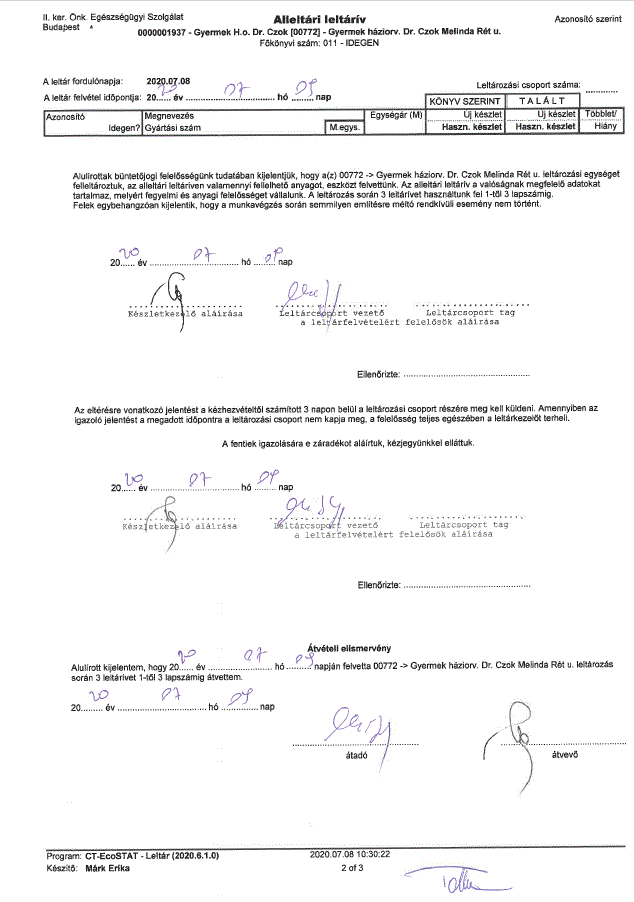 II. ker. Önk. Egészségügyi Szolgálat
Budapest
Alleltári leltárív
Azonosító szerint
0000001937 - Gyermek H.o. Dr. Czok [00772] - Gyermek háziorv. Dr. Czok Melinda Rét u.
Főkönyvi szám: 011 - IDEGEN
A leltár fordulónapja: 2020.07.08
Leltározási csoport száma: ..........
A leltár felvétel időpontja: 20...... év 07 hó 09 nap
Azonosító Megnevezés Egységár (M) KÖNYV SZERINT TALÁLT Többlet/
Új készlet Új készlet Hiány
Idegen? Gyártási szám M.egys. Haszn. készlet Haszn. készlet
Alulírottak büntetőjogi felelősségünk tudatában kijelentjük, hogy a(z) 00772 -> Gyermek háziorv. Dr. Czok Melinda Rét u. leltározási egységet
felleltároztuk, az alleltári leltáríven valamennyi fellelhető anyagot, eszközt felvettünk. Az alleltári leltárív a valóságnak megfelelő adatokat
tartalmaz, melyért fegyelmi és anyagi felelősséget vállalunk. A leltározás során 3 leltárívet használtunk fel 1-től 3 lapszámig.
Felek egybehangzóan kijelentik, hogy a munkavégzés során semmilyen említésre méltó rendkívüli esemény nem történt.
20 20 év 07 hó 09 nap
Készletkezelő aláírása Leltárcsoport vezető Leltárcsoport tag
a leltárfelvételért felelősök aláírása
Ellenőrizte: ..........
Az eltérésre vonatkozó jelentést a kézhezvételtől számított 3 napon belül a leltározási csoport részére meg kell küldeni. Amennyiben az
igazoló jelentést a megadott időpontra a leltározási csoport nem kapja meg, a felelősség teljes egészében a leltárkezelőt terheli.
A fentiek igazolására e záradékot aláírtuk, kézjegyünkkel elláttuk.
20 20 év 07 hó 09 nap
Készletkezelő aláírása Leltárcsoport vezető Leltárcsoport tag
a leltárfelvételért felelősök aláírása
Ellenőrizte: ..........
Átvételi elismervény
Alulírott kijelentem, hogy 20 20 év 07 hó 09 napján felvetta 00772 -> Gyermek háziorv. Dr. Czok Melinda Rét u. leltározás
során 3 leltárívet 1-től 3 lapszámig átvettem.
20 20 év 07 hó 09 nap
átadó átvevő
Program: CT-EcoSTAT - Leltár (2020.6.1.0) 2020.07.08 10:30:22
Készítő: Márk Erika 2 of 3